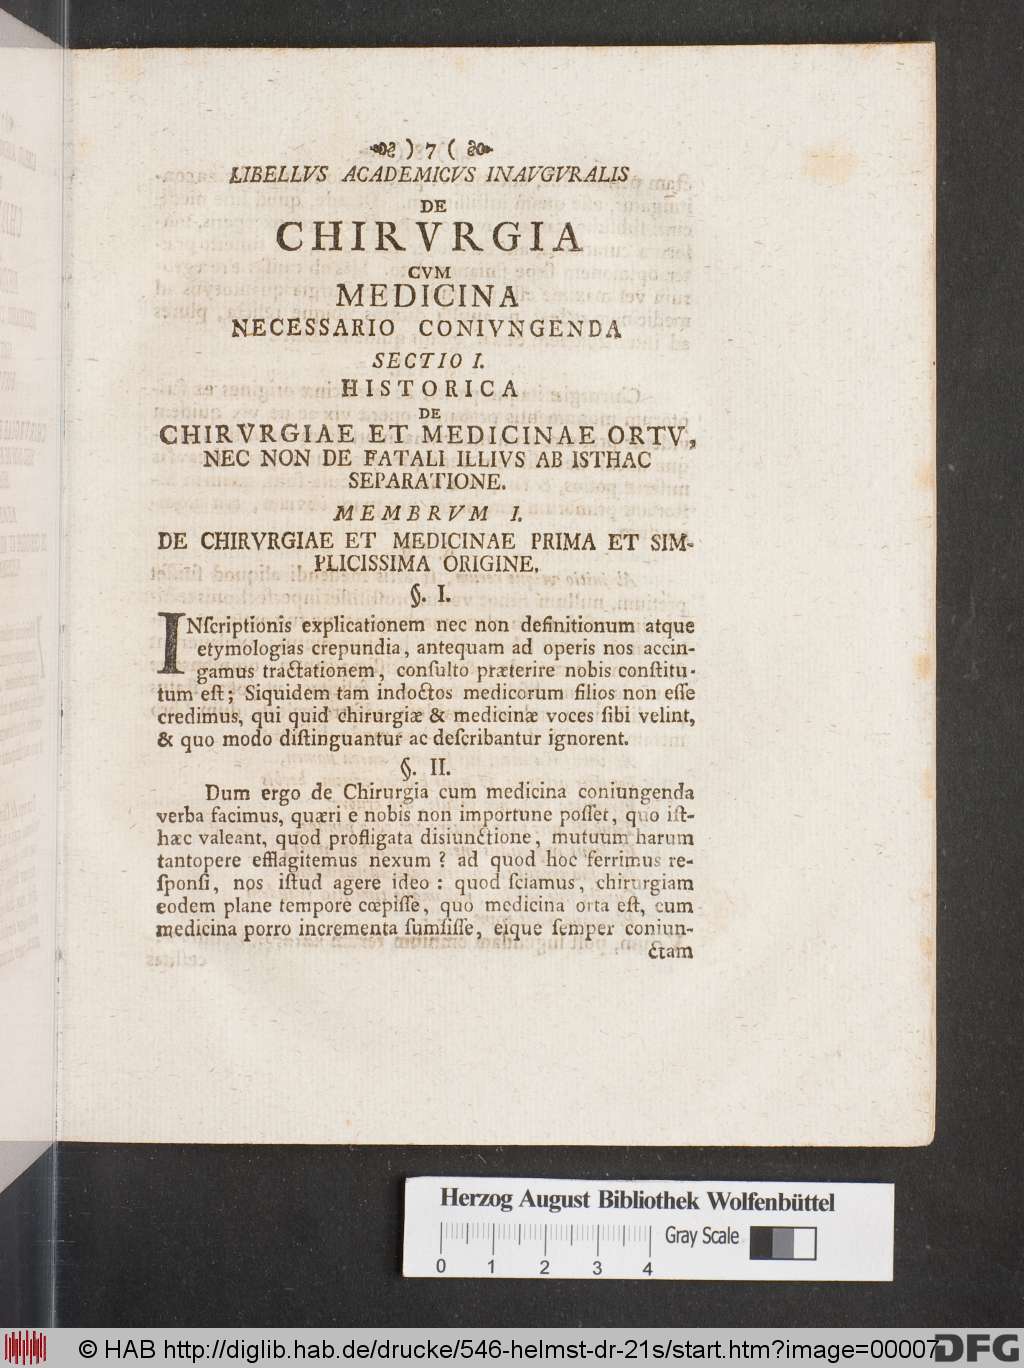 ) 7 (
LIBELLVS ACADEMICVS INAVGVRALIS
DE
CHIRVRGIA
CVM
MEDICINA
NECESSARIO CONIVNGENDA
SECTIO I.
HISTORICA
DE
CHIRVRGIAE ET MEDICINAE ORTV,
NEC NON DE FATALI ILLIVS AB ISTHAC
SEPARATIONE.
MEMBRVM I.
DE CHIRVRGIAE ET MEDICINAE PRIMA ET SIM-
PLICISSIMA ORIGINE.
§. I.
INſcriptionis explicationem nec non definitionum atque
etymologias crepundia, antequam ad operis nos accin-
gamus tractationem, conſulto præterire nobis conſtitu-
tum eſt; Siquidem tam indoctos medicorum filios non eſſe
credimus, qui quid chirurgiæ & medicinæ voces ſibi velint,
& quo modo diſtinguantur ac deſcribantur ignorent.
§. II.
Dum ergo de Chirurgia cum medicina coniungenda
verba facimus, quæri e nobis non importune poſſet, quo iſt-
hæc valeant, quod profligata disiunctione, mutuum harum
tantopere efflagitemus nexum ? ad quod hoc ferrimus re-
ſponſi, nos iſtud agere ideo : quod ſciamus, chirurgiam
eodem plane tempore cœpiſſe, quo medicina orta eſt, cum
medicina porro incrementa ſumſiſſe, eique ſemper coniun-
ctam
Herzog August Bibliothek Wolfenbüttel
Gray Scale
0 1 2 3 4
© HAB http://diglib.hab.de/drucke/546-helmst-dr-21s/start.htm?image=00007
DFG